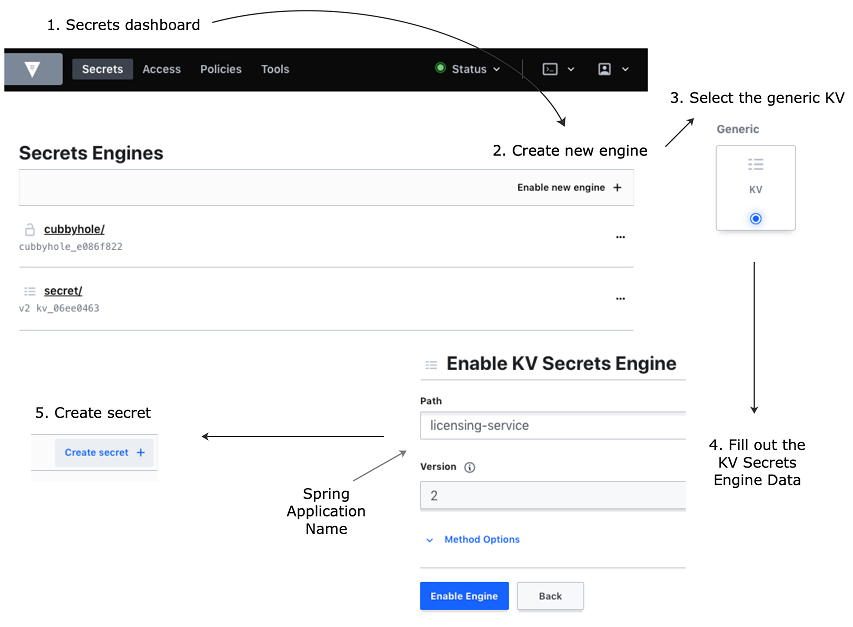 1. Secrets dashboard
Secrets Access Policies Tools Status
3. Select the generic KV
Generic
KV
2. Create new engine
Secrets Engines
Enable new engine +
cubbyhole/
cubbyhole_e086f822
secret/
v2 kv_06ee0463
Enable KV Secrets Engine
Path
licensing-service
Version
2
Method Options
Enable Engine Back
4. Fill out the
KV Secrets
Engine Data
5. Create secret
Create secret +
Spring
Application
Name